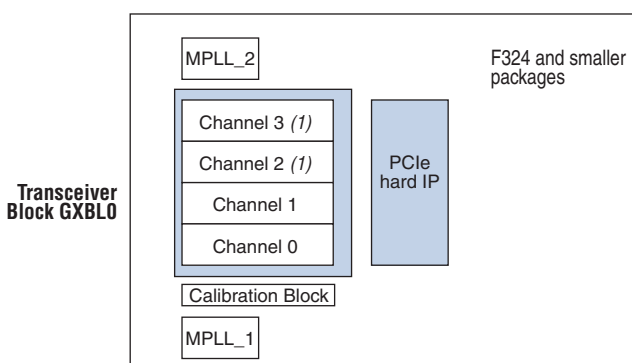 MPLL_2
F324 and smaller
packages
Channel 3 (1)
Channel 2 (1)
Channel 1
Channel 0
PCIe
hard IP
Transceiver
Block GXBL0
Calibration Block
MPLL_1